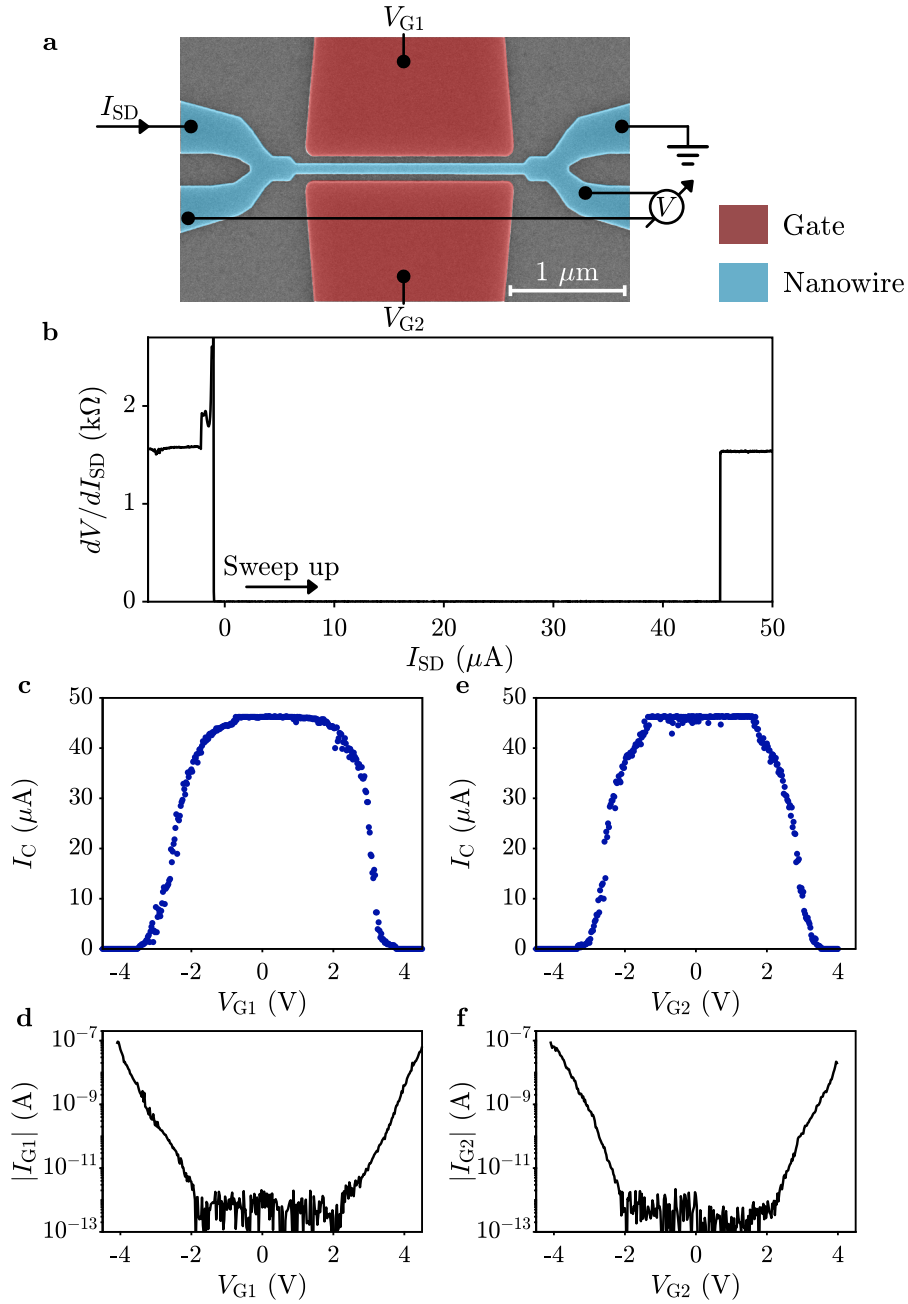 a
V_G1
I_SD
V
Gate
Nanowire
1 μm
V_G2
b
dV/dI_SD (kΩ)
2
1
0
Sweep up
0 10 20 30 40 50
I_SD (μA)
c
I_C (μA)
50
40
30
20
10
0
-4 -2 0 2 4
V_G1 (V)
e
I_C (μA)
50
40
30
20
10
0
-4 -2 0 2 4
V_G2 (V)
d
|I_G1| (A)
10^-7
10^-9
10^-11
10^-13
-4 -2 0 2 4
V_G1 (V)
f
|I_G2| (A)
10^-7
10^-9
10^-11
10^-13
-4 -2 0 2 4
V_G2 (V)